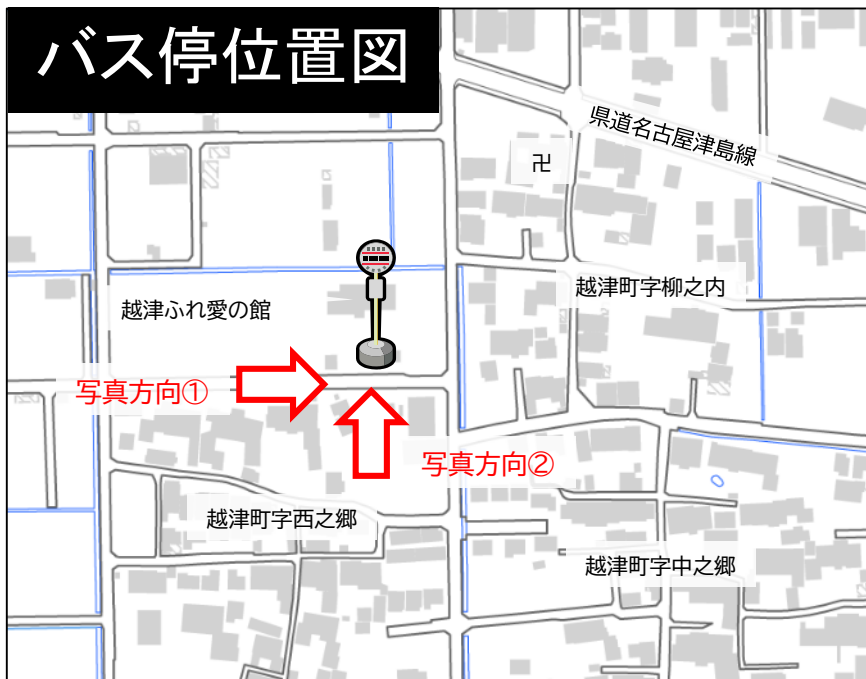 バス停位置図
県道名古屋津島線
卍
越津町字柳之内
越津ふれ愛の館
写真方向①
写真方向②
越津町字西之郷
越津町字中之郷